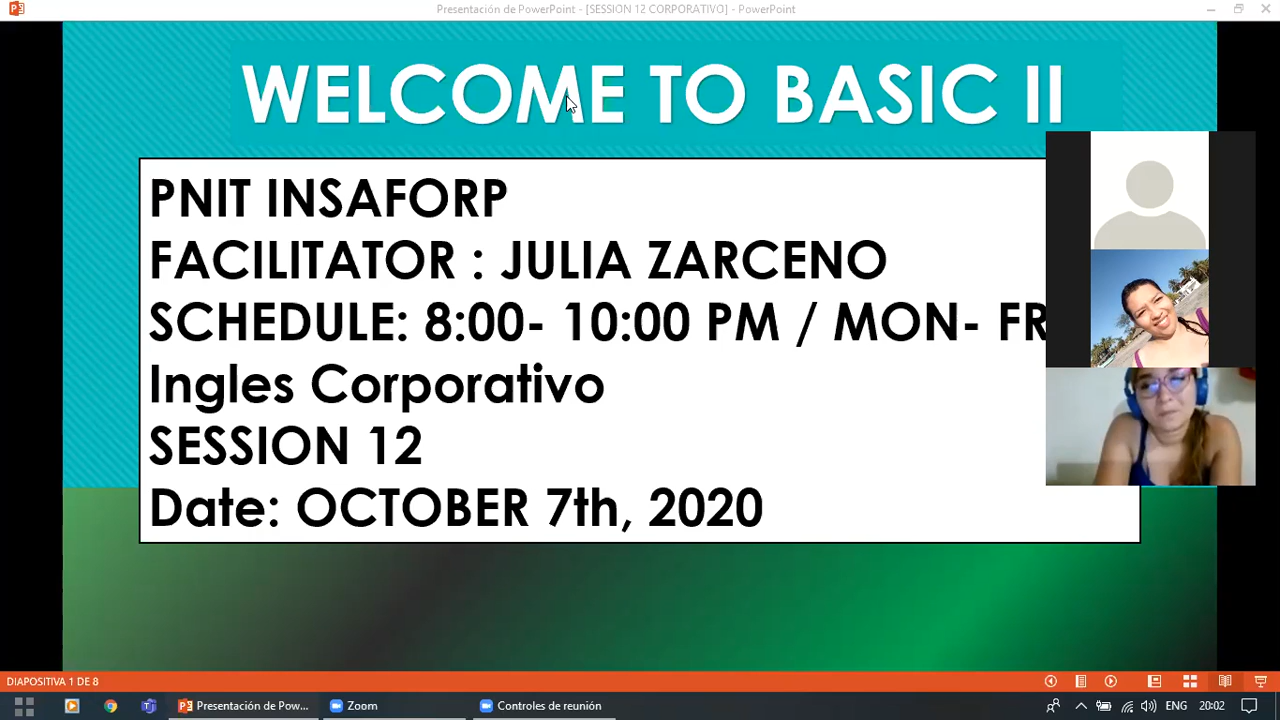 Presentación de PowerPoint - [SESSION 12 CORPORATIVO] - PowerPoint
WELCOME TO BASIC II
PNIT INSAFORP
FACILITATOR : JULIA ZARCENO
SCHEDULE: 8:00- 10:00 PM / MON- FR
Ingles Corporativo
SESSION 12
Date: OCTOBER 7th, 2020
DIAPOSITIVA 1 DE 8
Presentación de Pow...
Zoom
Controles de reunión
ENG
20:02